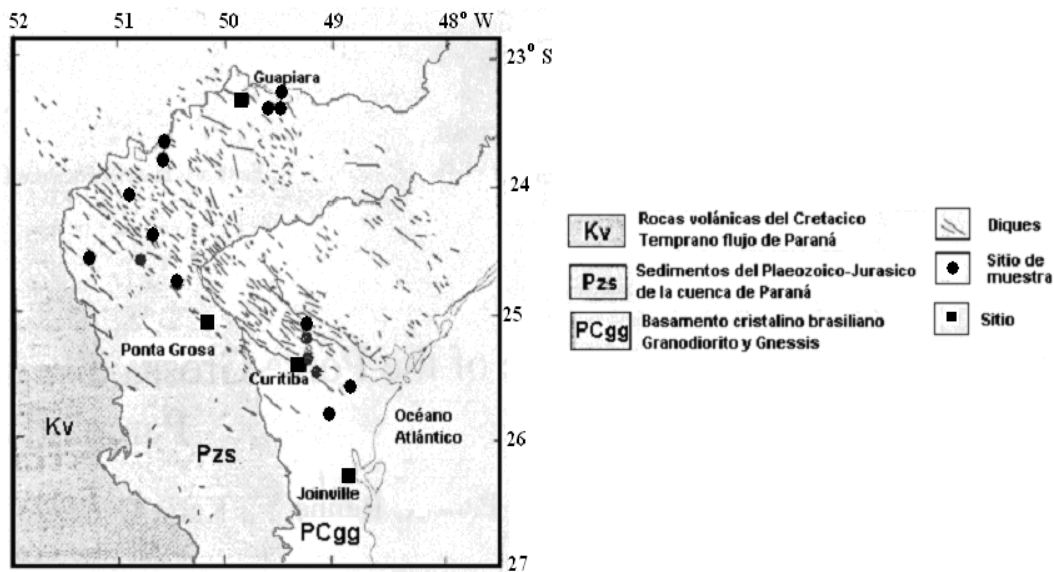 52 51 50 49 48° W
23° S
Guapiara
24
25
Ponta Grosa
Curitiba
Océano
Atlántico
Kv
26
Pzs
Joinville
PCgg
27
Kv
Rocas volánicas del Cretacico
Temprano flujo de Paraná
Pzs
Sedimentos del Plaeozoico-Jurasico
de la cuenca de Paraná
PCgg
Basamento cristalino brasiliano
Granodiorito y Gnessis
Diques
Sitio de
muestra
Sitio